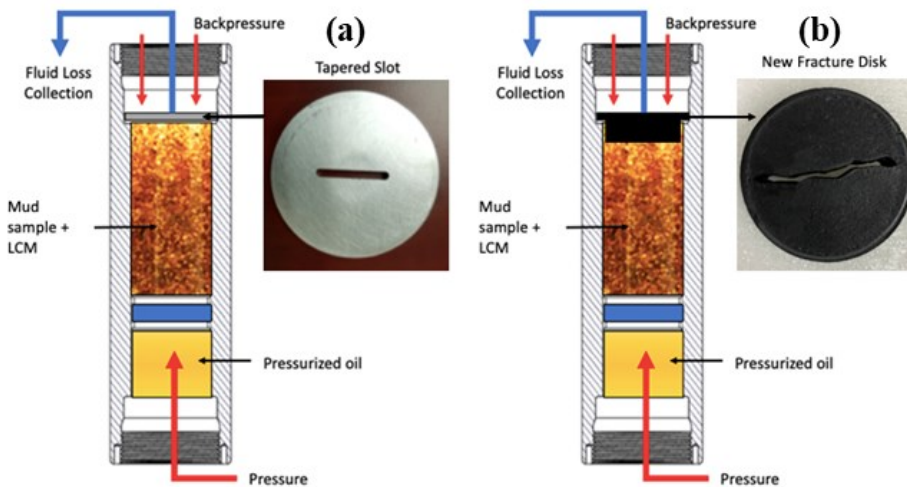 Backpressure
(a)
Fluid Loss
Collection
Tapered Slot
Mud
sample +
LCM
Pressurized oil
Pressure
Backpressure
(b)
Fluid Loss
Collection
New Fracture Disk
Mud
sample +
LCM
Pressurized oil
Pressure